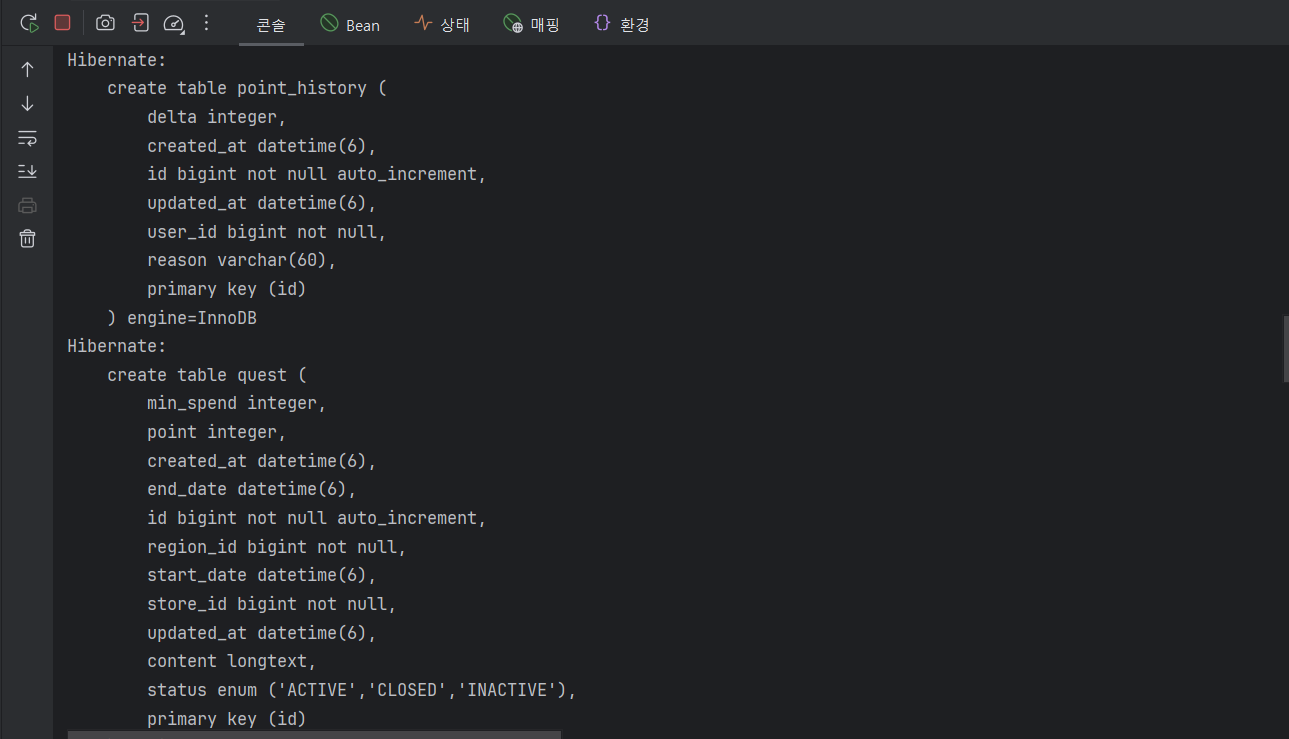 콘솔 Bean 상태 매핑 환경
Hibernate:
    create table point_history (
        delta integer,
        created_at datetime(6),
        id bigint not null auto_increment,
        updated_at datetime(6),
        user_id bigint not null,
        reason varchar(60),
        primary key (id)
    ) engine=InnoDB
Hibernate:
    create table quest (
        min_spend integer,
        point integer,
        created_at datetime(6),
        end_date datetime(6),
        id bigint not null auto_increment,
        region_id bigint not null,
        start_date datetime(6),
        store_id bigint not null,
        updated_at datetime(6),
        content longtext,
        status enum ('ACTIVE','CLOSED','INACTIVE'),
        primary key (id)